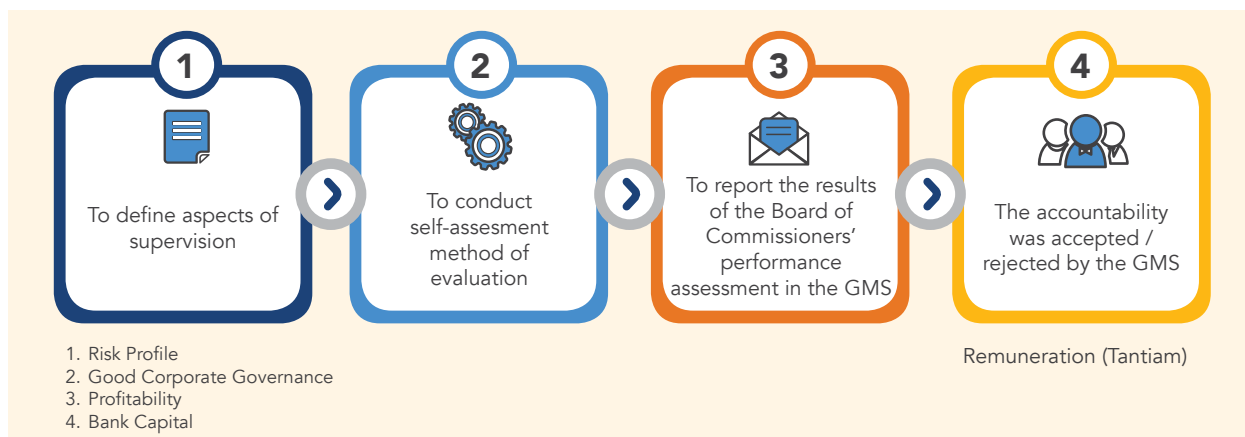 1
To define aspects of
supervision
2
To conduct
self-assesment
method of
evaluation
3
To report the results
of the Board of
Commissioners’
performance
assessment in the GMS
4
The accountability
was accepted /
rejected by the GMS
1. Risk Profile
2. Good Corporate Governance
3. Profitability
4. Bank Capital
Remuneration (Tantiam)